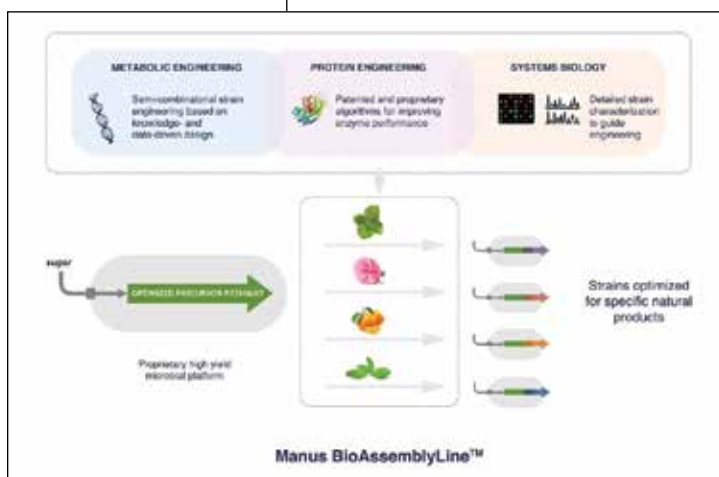 METABOLIC ENGINEERING
Semi-combinatorial strain
engineering based on
knowledge- and
data-driven design
PROTEIN ENGINEERING
Patented and proprietary
algorithms for improving
enzyme performance
SYSTEMS BIOLOGY
Detailed strain
characterization
to guide
engineering
sugar
OPTIMIZED PRECURSOR PATHWAY
Proprietary high yield
microbial platform
Strains optimized
for specific natural
products
Manus BioAssemblyLine™